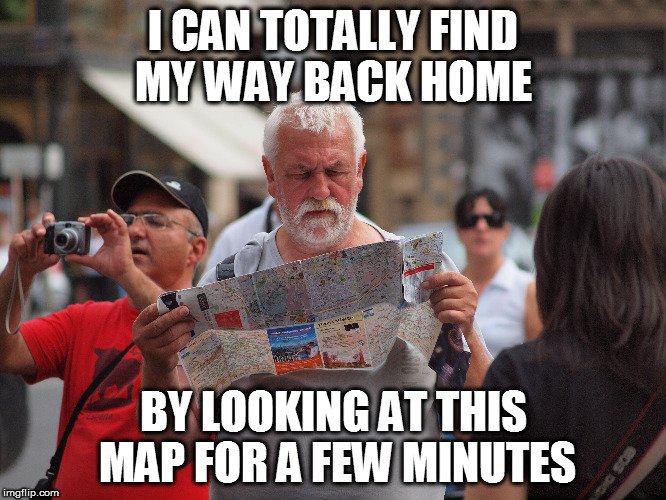 I CAN TOTALLY FIND
MY WAY BACK HOME
BY LOOKING AT THIS
MAP FOR A FEW MINUTES
imgflip.com